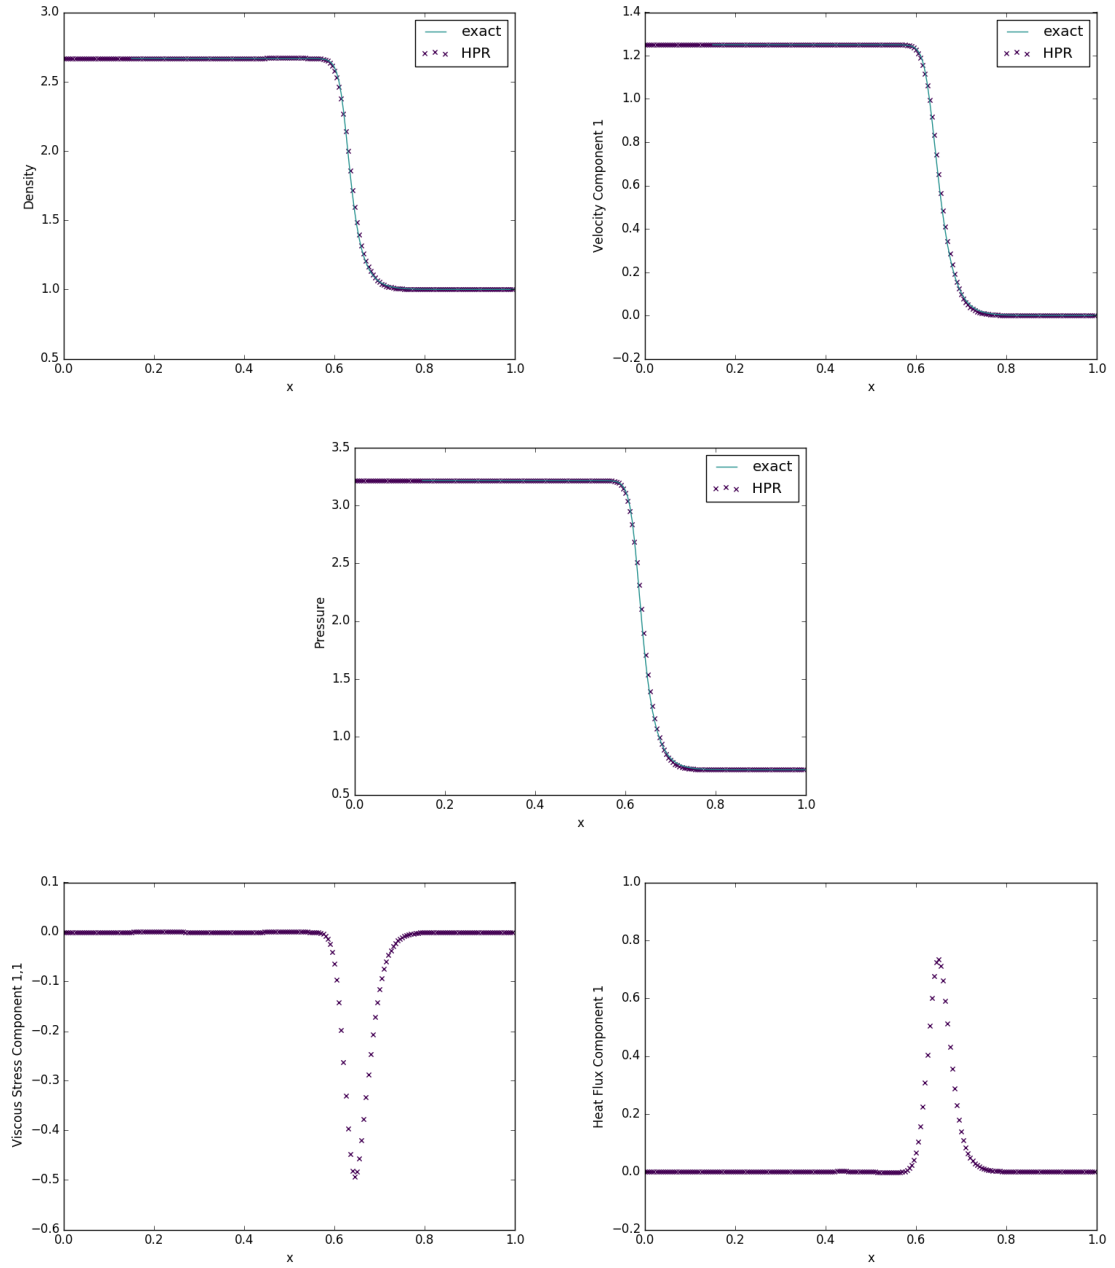 3.0
2.5
2.0
1.5
1.0
0.5
0.0 0.2 0.4 0.6 0.8 1.0
x
Density
exact
HPR
1.4
1.2
1.0
0.8
0.6
0.4
0.2
0.0
−0.2
0.0 0.2 0.4 0.6 0.8 1.0
x
Velocity Component 1
exact
HPR
3.5
3.0
2.5
2.0
1.5
1.0
0.5
0.0 0.2 0.4 0.6 0.8 1.0
x
Pressure
exact
HPR
0.1
0.0
−0.1
−0.2
−0.3
−0.4
−0.5
−0.6
0.0 0.2 0.4 0.6 0.8 1.0
x
Viscous Stress Component 1,1
1.0
0.8
0.6
0.4
0.2
0.0
−0.2
0.0 0.2 0.4 0.6 0.8 1.0
x
Heat Flux Component 1